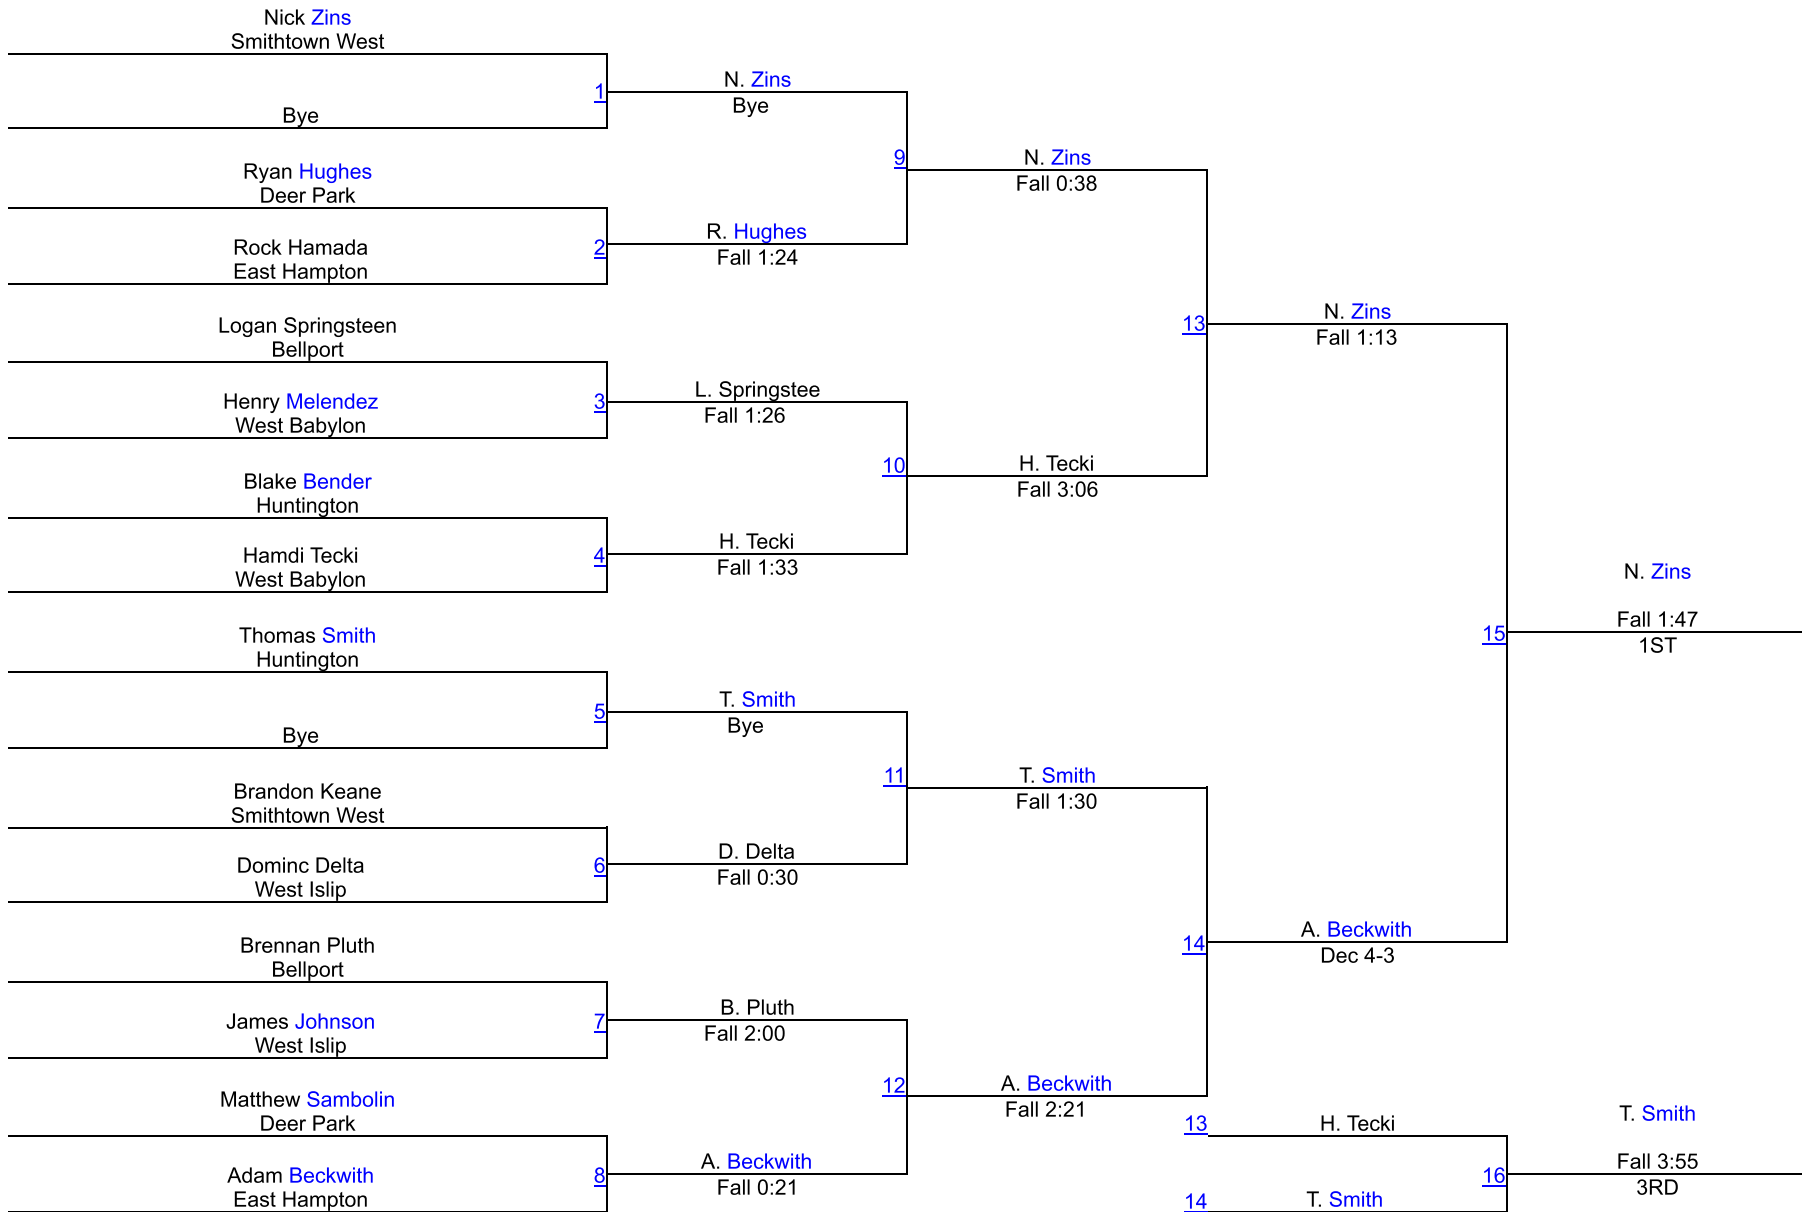 Nick Zins
Smithtown West
1
Bye
Ryan Hughes
Deer Park
2
Rock Hamada
East Hampton
Logan Springsteen
Bellport
3
Henry Melendez
West Babylon
Blake Bender
Huntington
4
Hamdi Tecki
West Babylon
Thomas Smith
Huntington
5
Bye
Brandon Keane
Smithtown West
6
Dominc Delta
West Islip
Brennan Pluth
Bellport
7
James Johnson
West Islip
Matthew Sambolin
Deer Park
8
Adam Beckwith
East Hampton
N. Zins
Bye
9
R. Hughes
Fall 1:24
L. Springstee
Fall 1:26
10
H. Tecki
Fall 1:33
T. Smith
Bye
11
D. Delta
Fall 0:30
B. Pluth
Fall 2:00
12
A. Beckwith
Fall 0:21
N. Zins
Fall 0:38
13
H. Tecki
Fall 3:06
T. Smith
Fall 1:30
14
A. Beckwith
Fall 2:21
N. Zins
Fall 1:13
15
A. Beckwith
Dec 4-3
N. Zins
Fall 1:47
1ST
13
H. Tecki
16
14
T. Smith
T. Smith
Fall 3:55
3RD